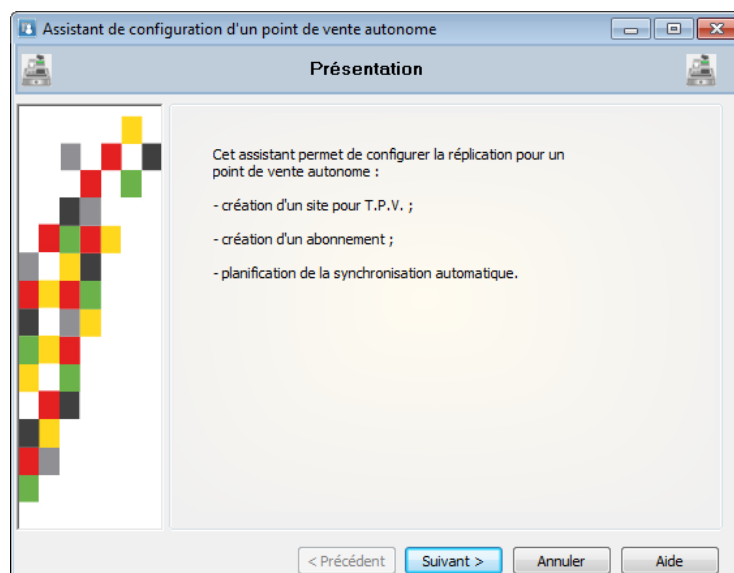 Assistant de configuration d'un point de vente autonome
Présentation
Cet assistant permet de configurer la réplication pour un
point de vente autonome :
- création d'un site pour T.P.V. ;
- création d'un abonnement ;
- planification de la synchronisation automatique.
< Précédent
Suivant >
Annuler
Aide